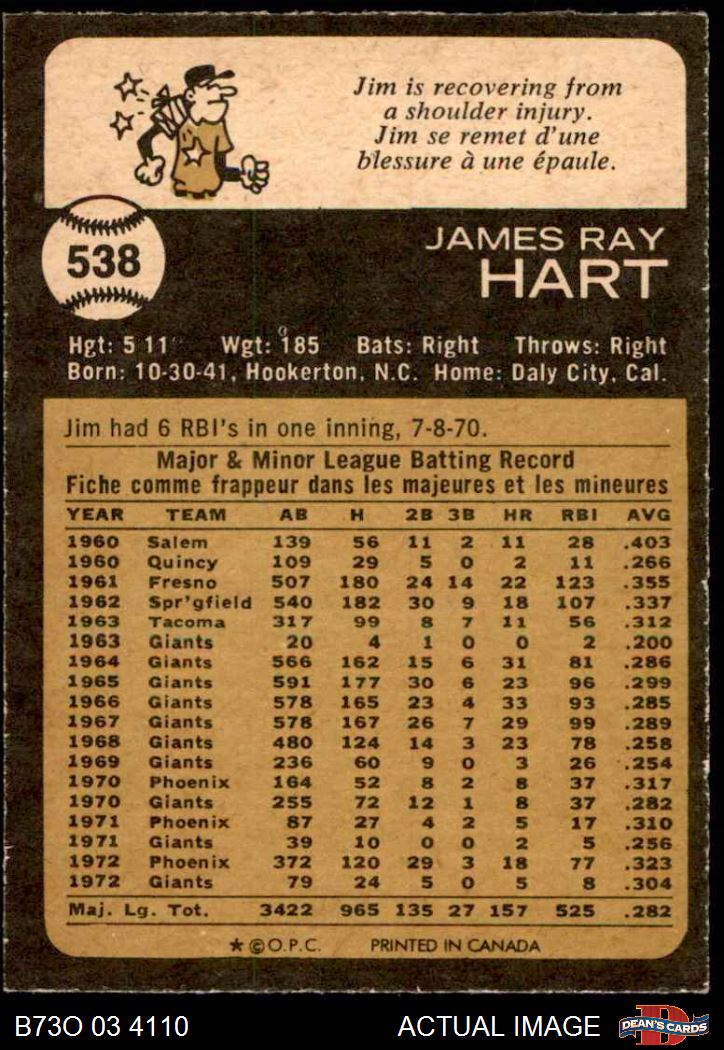 Jim is recovering from
a shoulder injury.
Jim se remet d'une
blessure à une épaule.
538
JAMES RAY
HART
Hgt: 5'11" Wgt: 185 Bats: Right Throws: Right
Born: 10-30-41, Hookerton, N.C. Home: Daly City, Cal.
Jim had 6 RBI's in one inning, 7-8-70.
Major & Minor League Batting Record
Fiche comme frappeur dans les majeures et les mineures
YEAR TEAM AB H 2B 3B HR RBI AVG
1960 Salem 139 56 11 2 11 28 .403
1960 Quincy 109 29 5 0 2 11 .266
1961 Fresno 507 180 24 14 22 123 .355
1962 Spr'gfield 540 182 30 9 18 107 .337
1963 Tacoma 317 99 8 7 11 56 .312
1963 Giants 20 4 1 0 0 2 .200
1964 Giants 566 162 15 6 31 81 .286
1965 Giants 591 177 30 6 23 96 .299
1966 Giants 578 165 23 4 33 93 .285
1967 Giants 578 167 26 7 29 99 .289
1968 Giants 480 124 14 3 23 78 .258
1969 Giants 236 60 9 0 3 26 .254
1970 Phoenix 164 52 8 2 8 37 .317
1970 Giants 255 72 12 1 8 37 .282
1971 Phoenix 87 27 4 2 5 17 .310
1971 Giants 39 10 0 0 2 5 .256
1972 Phoenix 372 120 29 3 18 77 .323
1972 Giants 79 24 5 0 5 8 .304
Maj. Lg. Tot. 3422 965 135 27 157 525 .282
★ © O.P.C. PRINTED IN CANADA
B73O 03 4110 ACTUAL IMAGE D DEAN'S CARDS